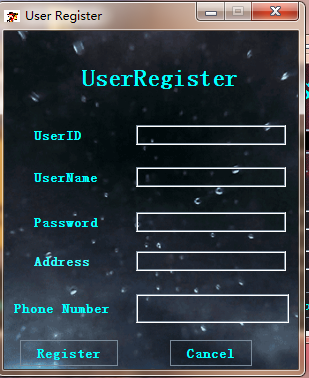 User Register
UserRegister
UserID
UserName
Password
Address
Phone Number
Register Cancel